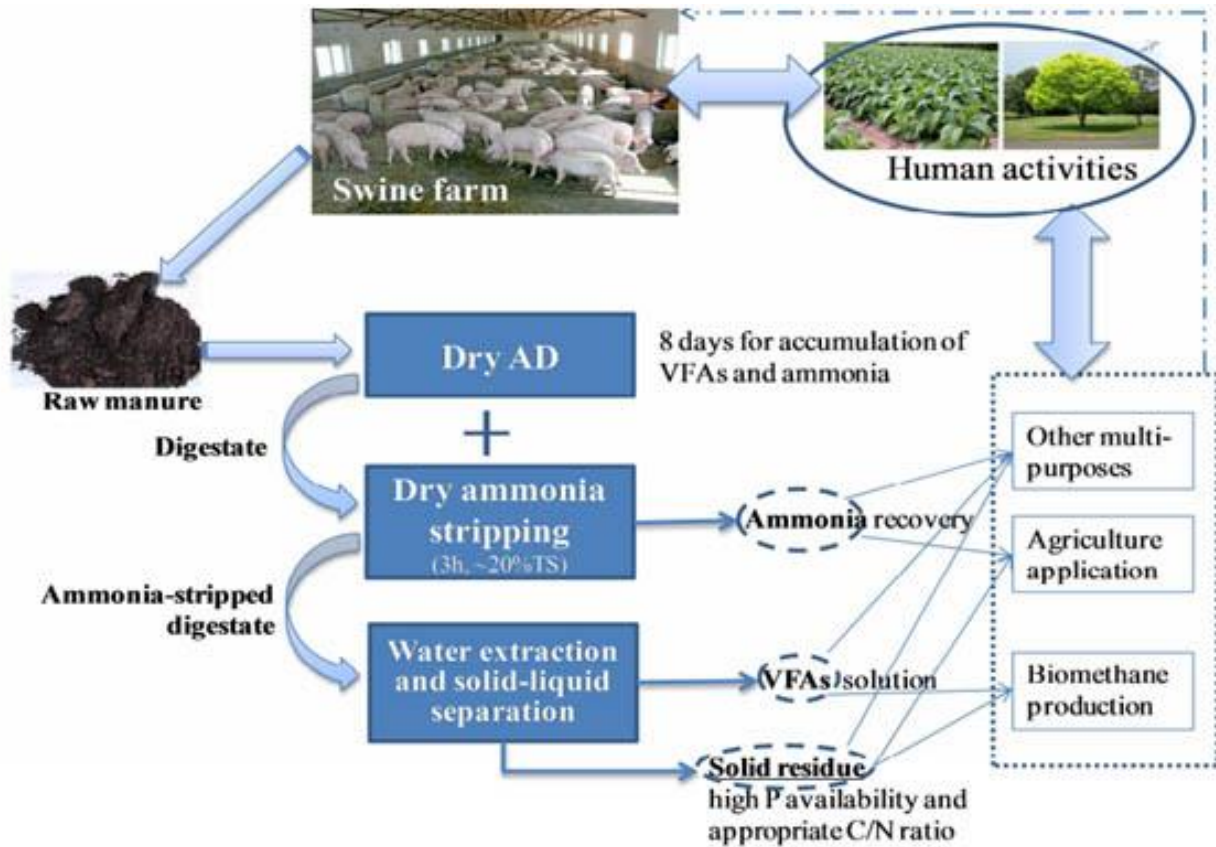 Swine farm
Human activities
Raw manure
Dry AD
8 days for accumulation of
VFAs and ammonia
Digestate
+
Dry ammonia
stripping
(3h, ~20%TS)
Ammonia recovery
Ammonia-stripped
digestate
Water extraction
and solid-liquid
separation
VFAs solution
Solid residue
high P availability and
appropriate C/N ratio
Other multi-
purposes
Agriculture
application
Biomethane
production